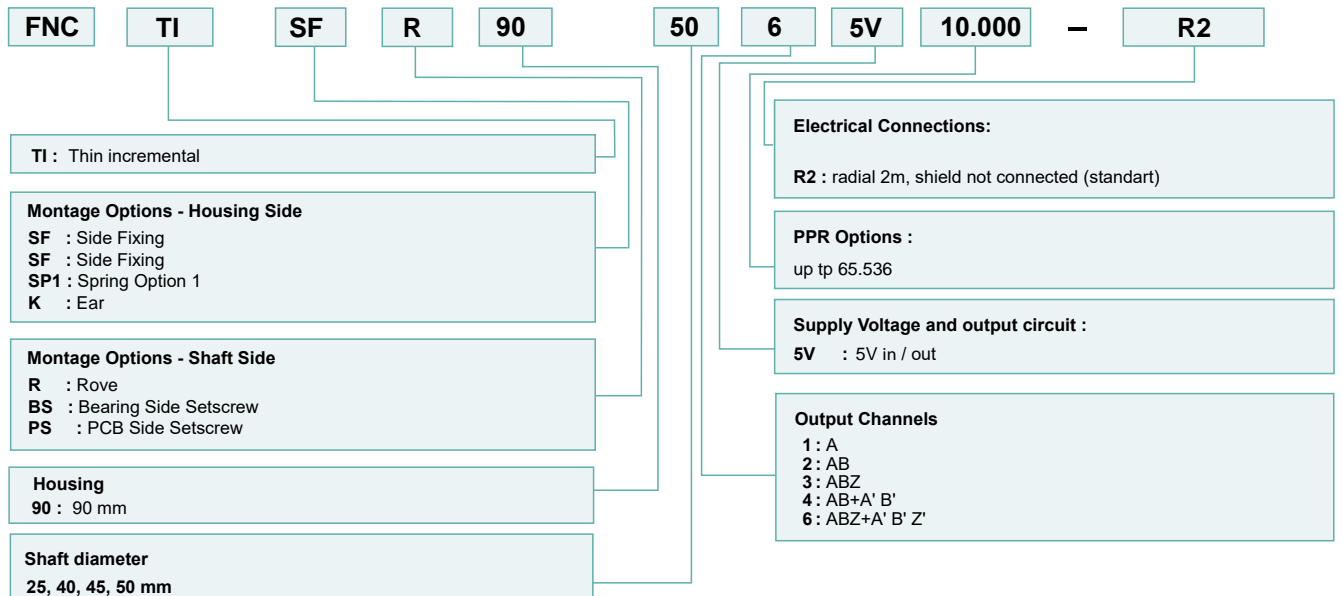 FNC TI SF R 90 50 6 5V 10.000 – R2
TI : Thin incremental
Montage Options - Housing Side
SF : Side Fixing
SF : Side Fixing
SP1 : Spring Option 1
K : Ear
Montage Options - Shaft Side
R : Rove
BS : Bearing Side Setscrew
PS : PCB Side Setscrew
Housing
90 : 90 mm
Shaft diameter
25, 40, 45, 50 mm
Electrical Connections:
R2 : radial 2m, shield not connected (standart)
PPR Options :
up tp 65.536
Supply Voltage and output circuit :
5V : 5V in / out
Output Channels
1 : A
2 : AB
3 : ABZ
4 : AB+A' B'
6 : ABZ+A' B' Z'